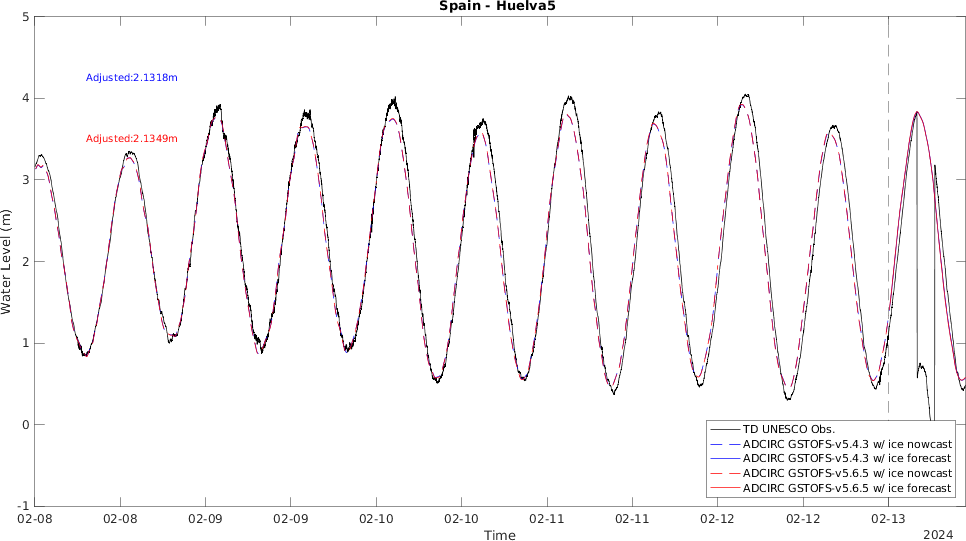 Spain - Huelva5
5
4
3
2
1
0
-1
Water Level (m)
Adjusted:2.1318m
Adjusted:2.1349m
TD UNESCO Obs.
ADCIRC GSTOFS-v5.4.3 w/ ice nowcast
ADCIRC GSTOFS-v5.4.3 w/ ice forecast
ADCIRC GSTOFS-v5.6.5 w/ ice nowcast
ADCIRC GSTOFS-v5.6.5 w/ ice forecast
02-08 02-08 02-09 02-09 02-10 02-10 02-11 02-11 02-12 02-12 02-13
Time
2024